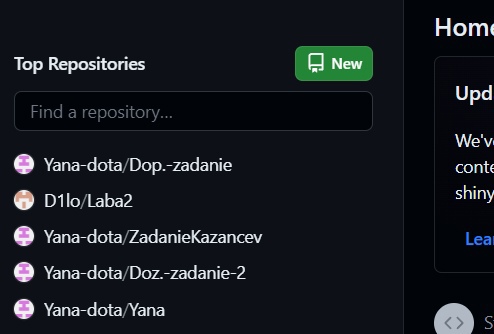 Home
Top Repositories
New
Find a repository...
Yana-dota/Dop.-zadanie
D1lo/Laba2
Yana-dota/ZadanieKazancev
Yana-dota/Doz.-zadanie-2
Yana-dota/Yana
Upd
We've
conte
shiny
Lear
S